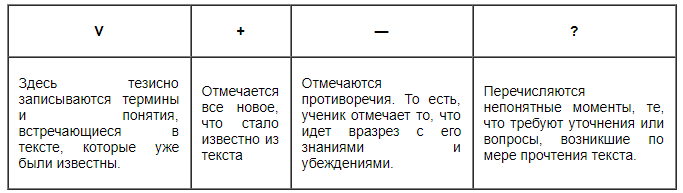 V
+
—
?
Здесь тезисно
записываются термины
и понятия,
встречающиеся в
тексте, которые уже
были известны.
Отмечается
все новое,
что стало
известно из
текста
Отмечаются
противоречия. То есть,
ученик отмечает то, что
идет вразрез с его
знаниями и
убеждениями.
Перечисляются
непонятные моменты, те,
что требуют уточнения или
вопросы, возникшие по
мере прочтения текста.